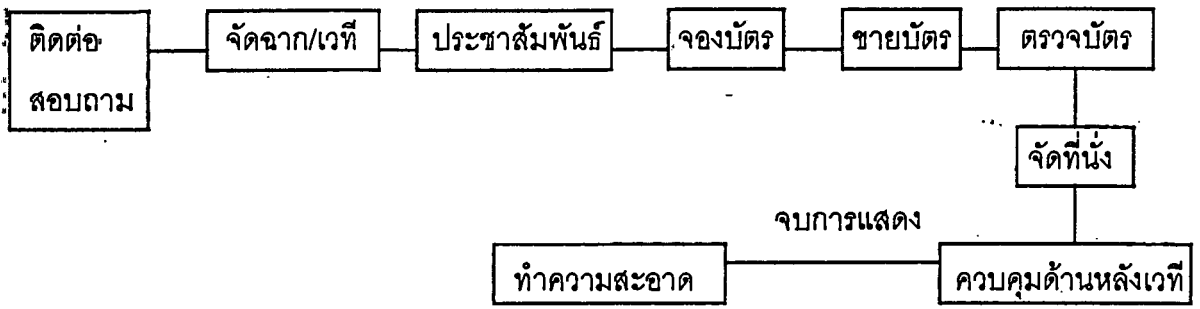 ติดต่อ
สอบถาม
จัดฉาก/เวที
ประชาสัมพันธ์
จองบัตร
ขายบัตร
ตรวจบัตร
จัดที่นั่ง
จบการแสดง
ควบคุมด้านหลังเวที
ทำความสะอาด